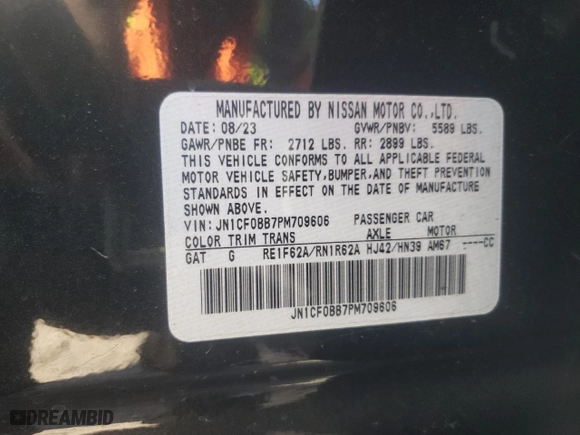 MANUFACTURED BY NISSAN MOTOR CO.,LTD.
DATE: 08/23 GVWR/PNBV: 5589 LBS.
GAWR/PNBE FR: 2712 LBS. RR: 2899 LBS.
THIS VEHICLE CONFORMS TO ALL APPLICABLE FEDERAL
MOTOR VEHICLE SAFETY,BUMPER,AND THEFT PREVENTION
STANDARDS IN EFFECT ON THE DATE OF MANUFACTURE
SHOWN ABOVE.
VIN: JN1CF0BB7PM709606 PASSENGER CAR
COLOR TRIM TRANS AXLE MOTOR
GAT G RE1F62A/RN1R62A HJ42/HN39 AM67 ----CC
JN1CF0BB7PM709606
DREAMBID